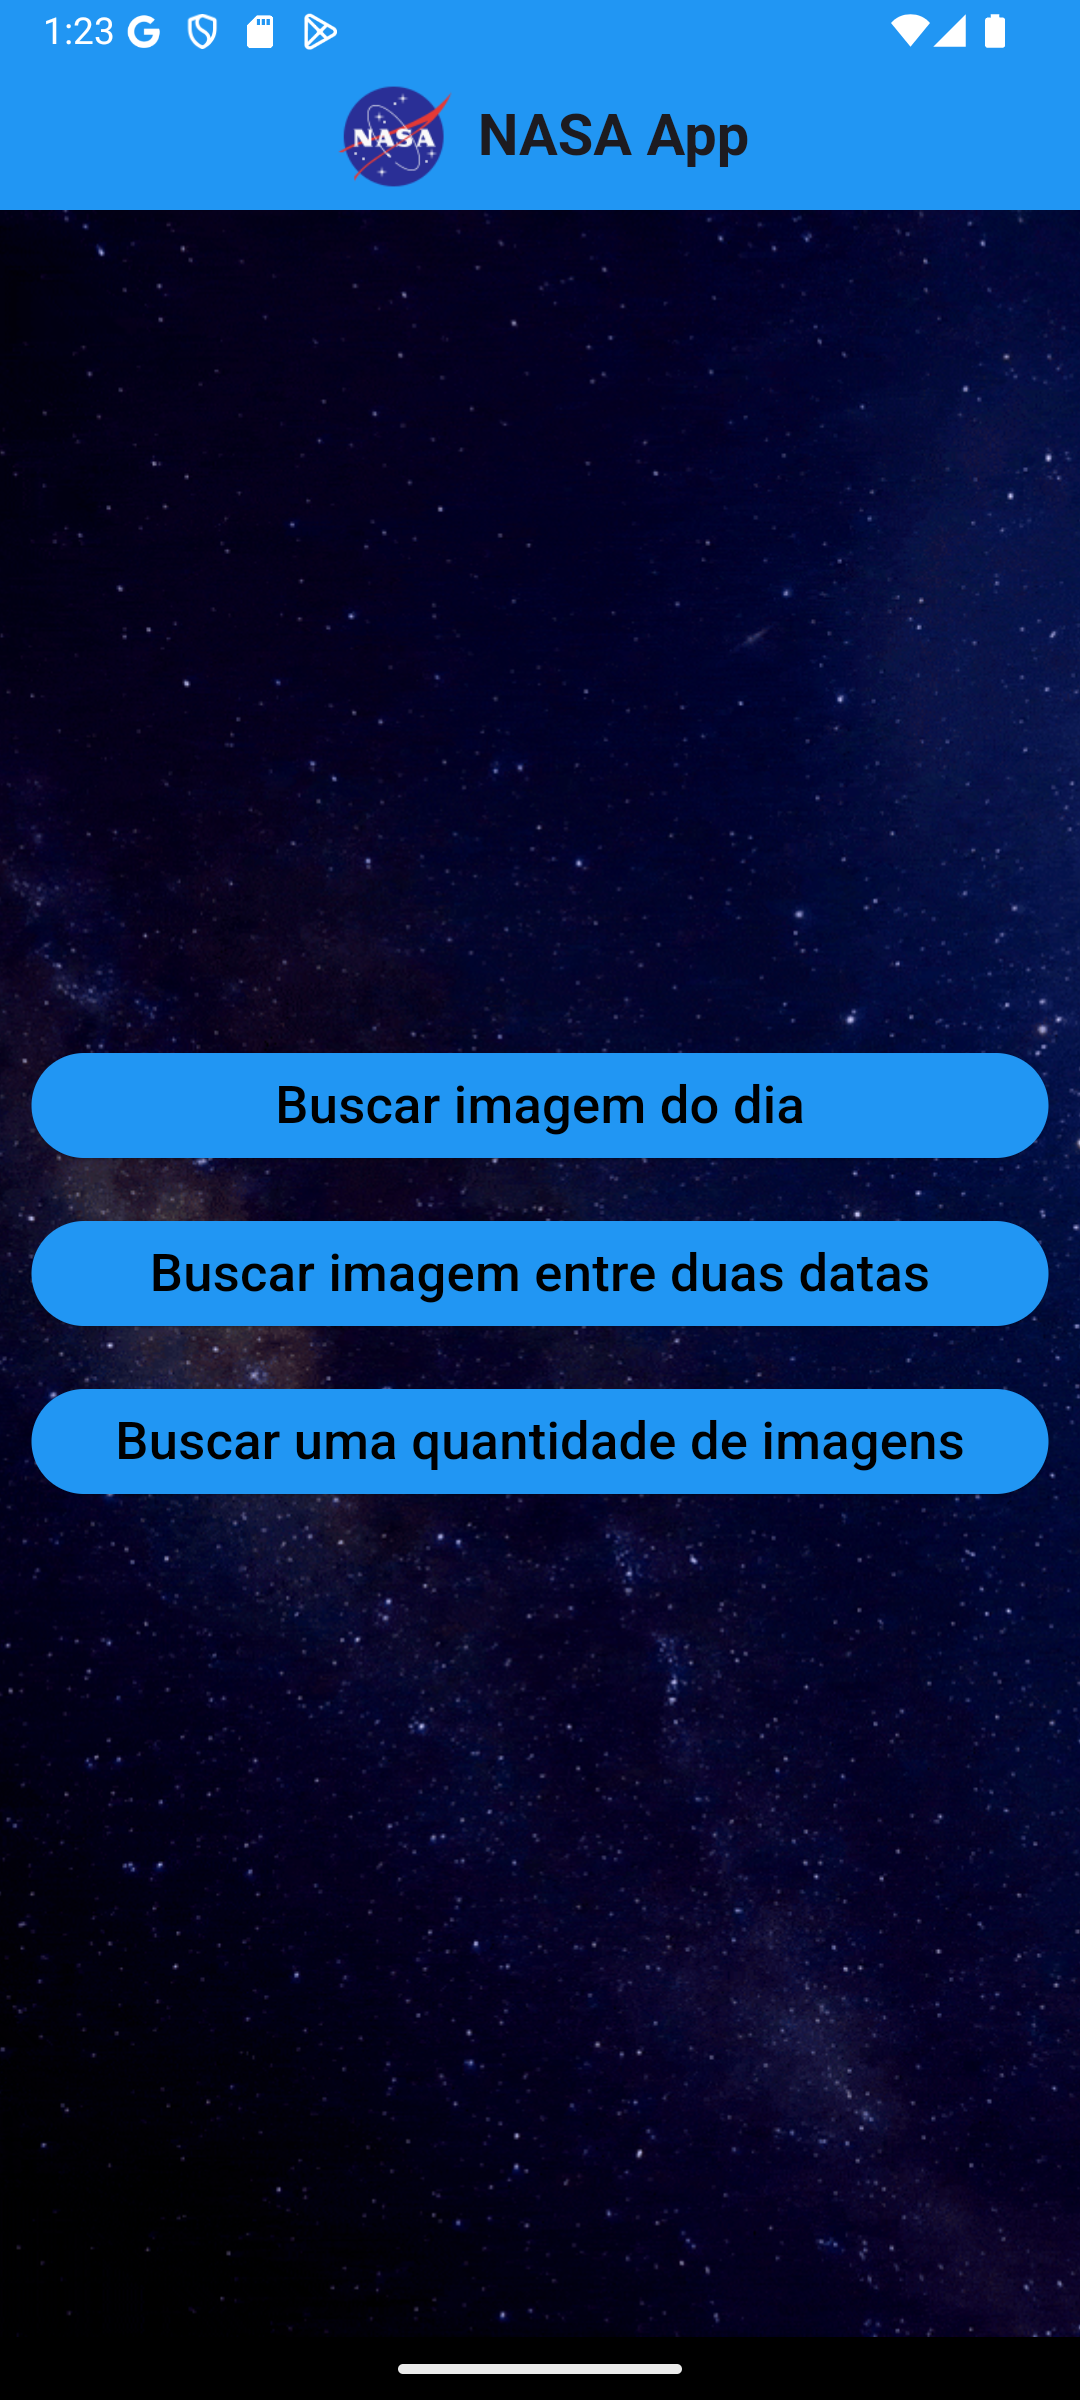 1:23
NASA NASA App
Buscar imagem do dia
Buscar imagem entre duas datas
Buscar uma quantidade de imagens